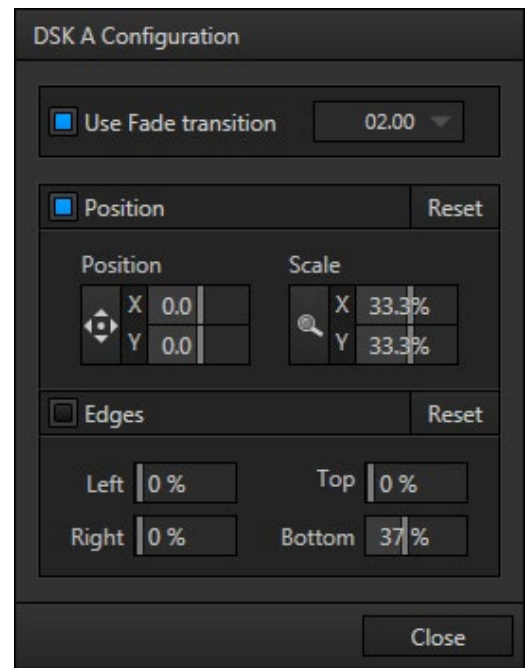 DSK A Configuration
Use Fade transition 02.00
Position Reset
Position Scale
X 0.0 X 33.3%
Y 0.0 Y 33.3%
Edges Reset
Left 0 % Top 0 %
Right 0 % Bottom 37 %
Close